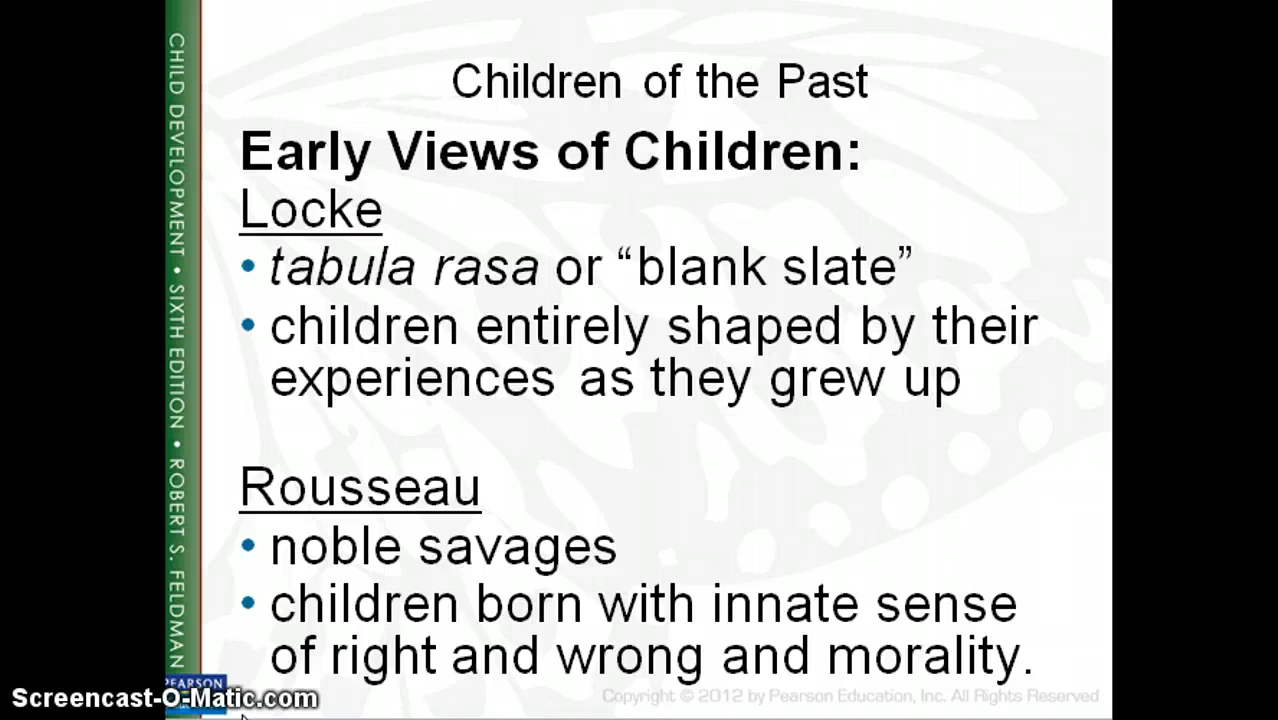 CHILD DEVELOPMENT • SIXTH EDITION • ROBERT S. FELDMAN
Children of the Past
Early Views of Children:
Locke
• tabula rasa or “blank slate”
• children entirely shaped by their
experiences as they grew up
Rousseau
• noble savages
• children born with innate sense
of right and wrong and morality.
PEARSON
Screencast-O-Matic.com
Copyright © 2012 by Pearson Education, Inc. All Rights Reserved